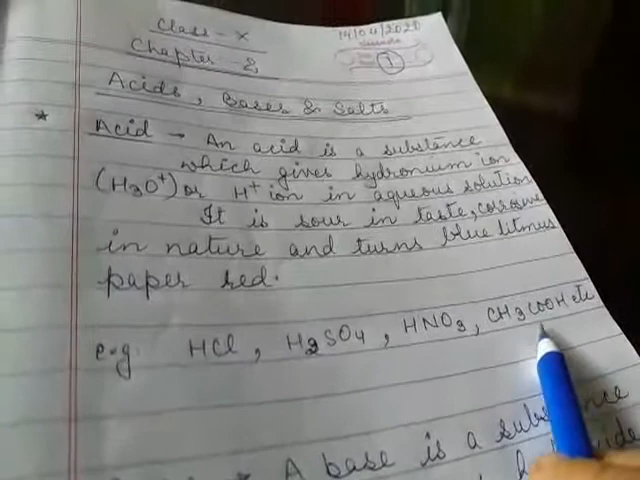 Class - X
14/04/2020
Chapter - 2
1
Acids, Bases & Salts
* Acid - An acid is a substance
which gives hydronium ion
(H3O+) or H+ ion in aqueous solution
It is sour in taste, corrosive
in nature and turns blue litmus
paper red.
e.g. HCl, H2SO4, HNO3, CH3COOH etc
A base is a substance